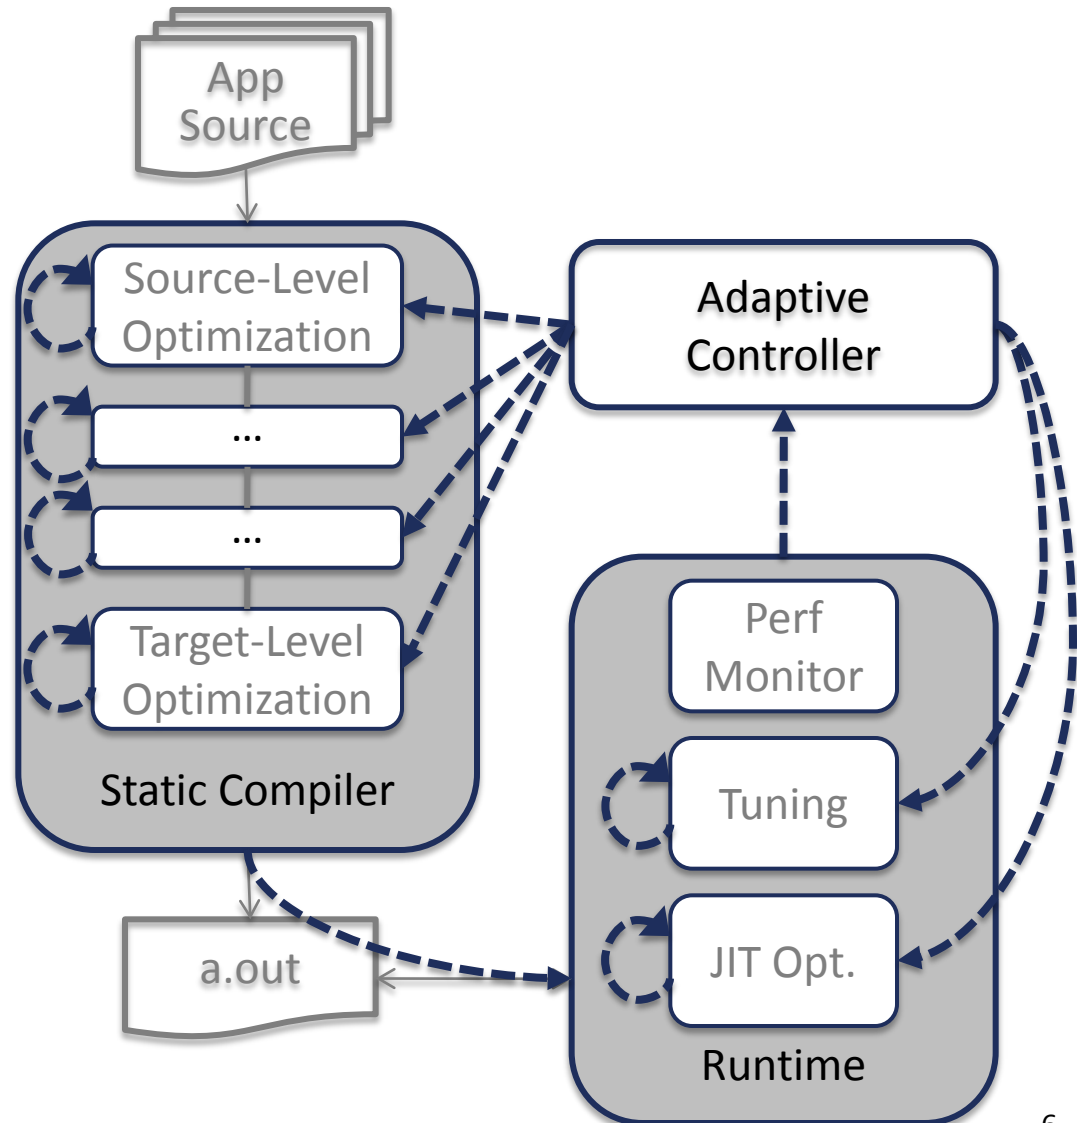 App
Source
Source-Level
Optimization
...
...
Target-Level
Optimization
Static Compiler
a.out
Adaptive
Controller
Perf
Monitor
Tuning
JIT Opt.
Runtime